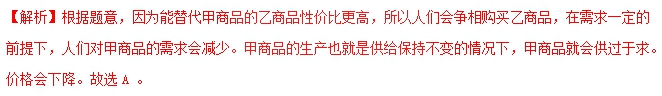 【解析】根据题意，因为能替代甲商品的乙商品性价比更高，所以人们会争相购买乙商品，在需求一定的
前提下，人们对甲商品的需求会减少。甲商品的生产也就是供给保持不变的情况下，甲商品就会供过于求。
价格会下降。故选 A 。